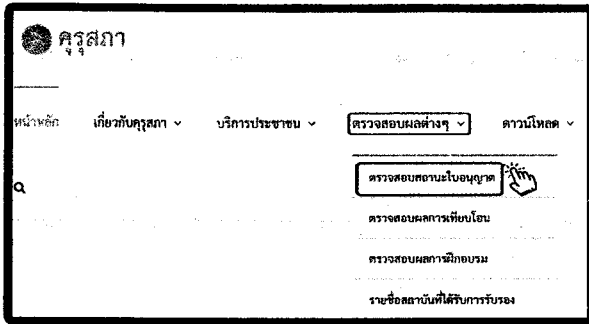 คุรุสภา
หน้าหลัก เกี่ยวกับคุรุสภา บริการประชาชน ตรวจสอบผลต่างๆ ดาวน์โหลด
ตรวจสอบสถานะใบอนุญาต
ตรวจสอบผลการเทียบโอน
ตรวจสอบผลการฝึกอบรม
รายชื่อสถาบันที่ได้รับการรับรอง